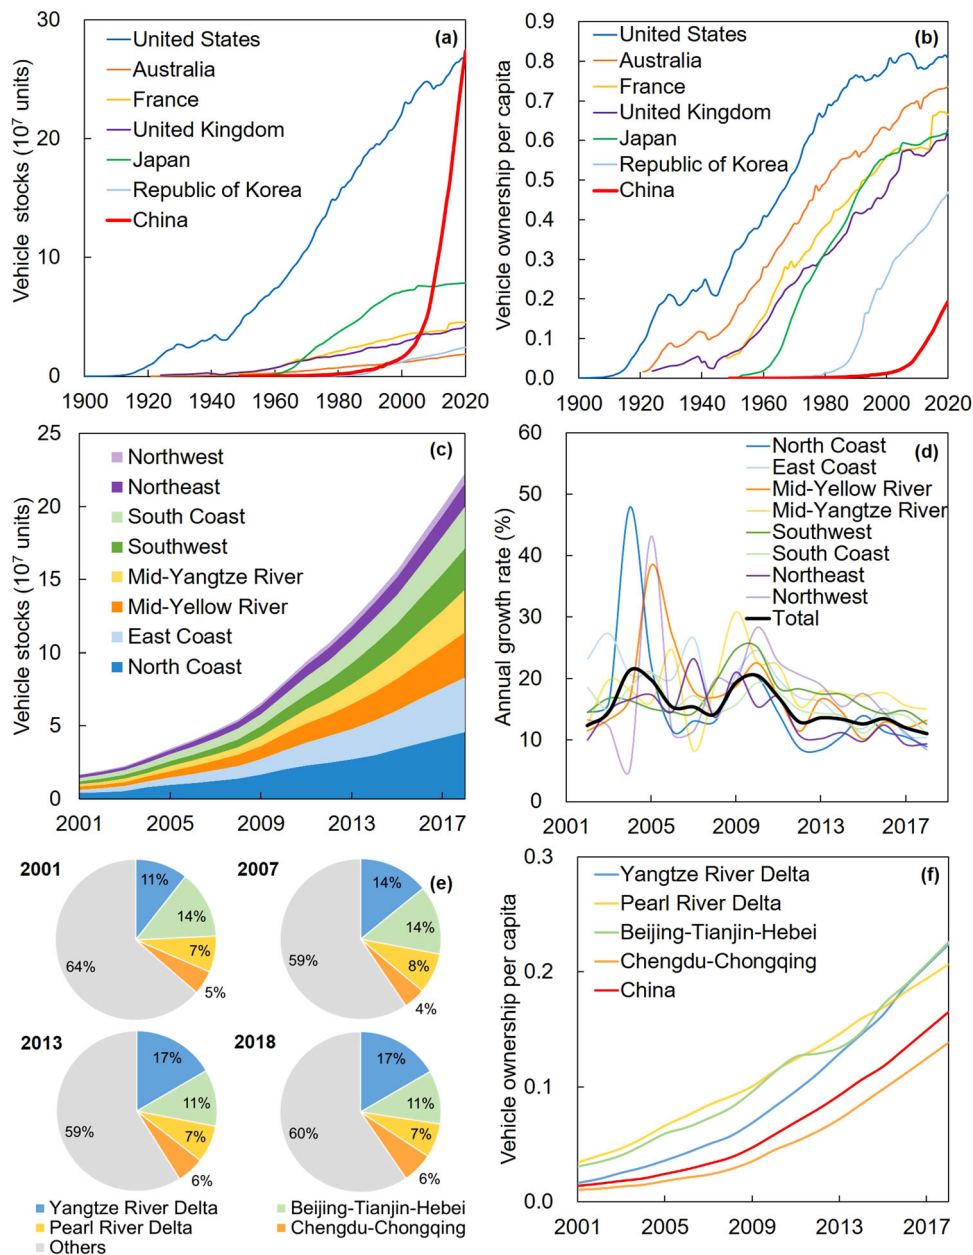 (a)
Vehicle stocks (10⁷ units)
30
20
10
0
United States
Australia
France
United Kingdom
Japan
Republic of Korea
China
1900 1920 1940 1960 1980 2000 2020
(b)
Vehicle ownership per capita
0.9
0.8
0.7
0.6
0.5
0.4
0.3
0.2
0.1
0.0
United States
Australia
France
United Kingdom
Japan
Republic of Korea
China
1900 1920 1940 1960 1980 2000 2020
(c)
Vehicle stocks (10⁷ units)
25
20
15
10
5
0
Northwest
Northeast
South Coast
Southwest
Mid-Yangtze River
Mid-Yellow River
East Coast
North Coast
2001 2005 2009 2013 2017
(d)
Annual growth rate (%)
60
50
40
30
20
10
0
North Coast
East Coast
Mid-Yellow River
Mid-Yangtze River
Southwest
South Coast
Northeast
Northwest
Total
2001 2005 2009 2013 2017
(e)
2001
11%
14%
7%
5%
64%
2007
14%
14%
8%
4%
59%
2013
17%
11%
7%
6%
59%
2018
17%
11%
7%
6%
60%
Yangtze River Delta Beijing-Tianjin-Hebei
Pearl River Delta Chengdu-Chongqing
Others
(f)
Vehicle ownership per capita
0.3
0.2
0.1
0.0
Yangtze River Delta
Pearl River Delta
Beijing-Tianjin-Hebei
Chengdu-Chongqing
China
2001 2005 2009 2013 2017